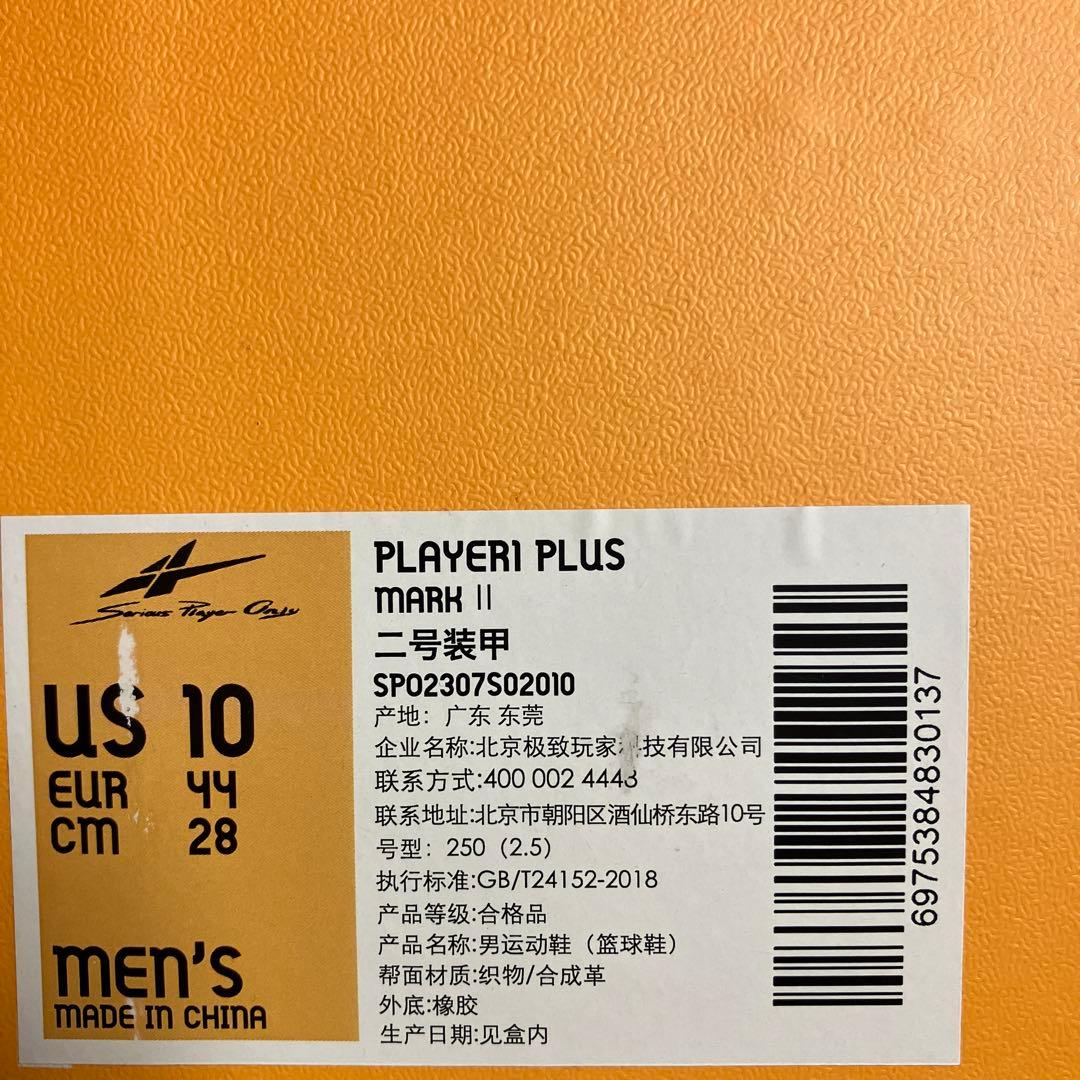 Serious Player Only
US 10
EUR 44
CM 28
MEN'S
MADE IN CHINA
PLAYER1 PLUS
MARK II
二号装甲
SPO2307S02010
产地：广东 东莞
企业名称:北京极致玩家科技有限公司
联系方式:400 002 4443
联系地址:北京市朝阳区酒仙桥东路10号
号型：250（2.5）
执行标准:GB/T24152-2018
产品等级:合格品
产品名称:男运动鞋（篮球鞋）
帮面材质:织物/合成革
外底:橡胶
生产日期:见盒内
6975384830137